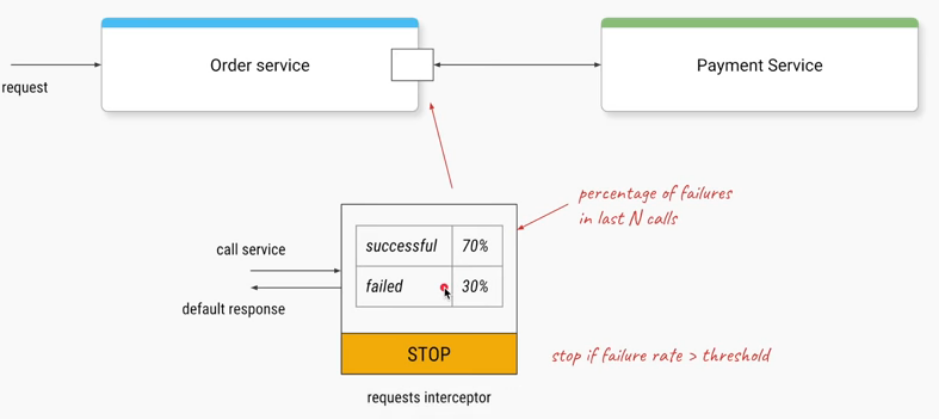 Order service
Payment Service
request
percentage of failures
in last N calls
call service
successful 70%
failed 30%
default response
STOP
stop if failure rate > threshold
requests interceptor